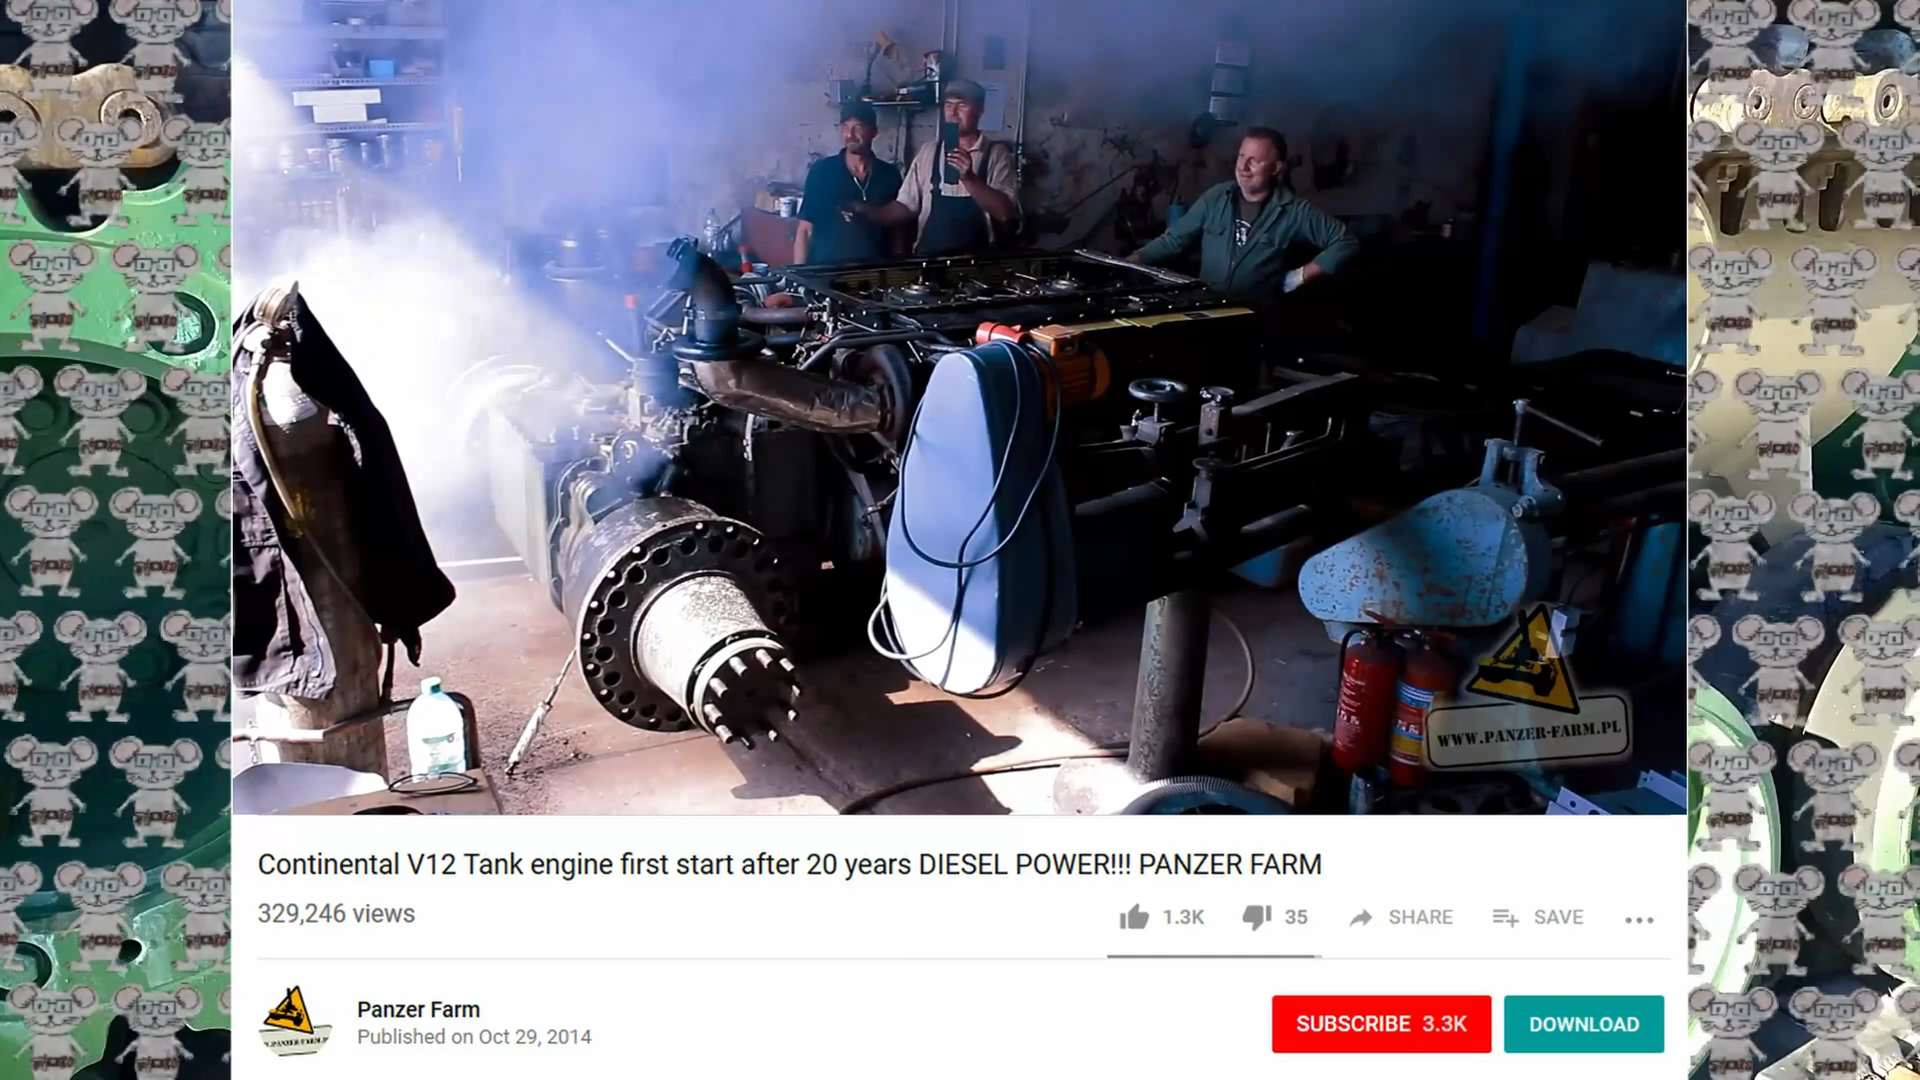 WWW.PANZER-FARM.PL
Continental V12 Tank engine first start after 20 years DIESEL POWER!!! PANZER FARM
329,246 views
1.3K
35
SHARE
SAVE
Panzer Farm
Published on Oct 29, 2014
SUBSCRIBE 3.3K
DOWNLOAD